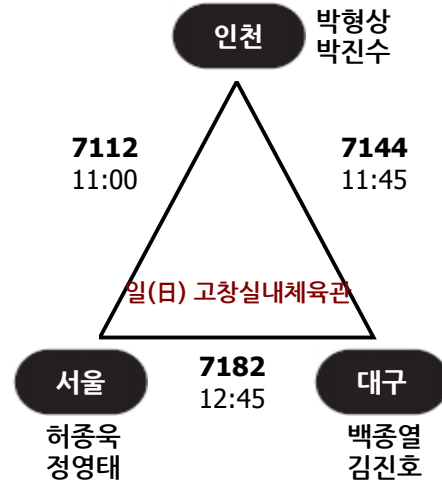 인천
박형상
박진수
7112
11:00
7144
11:45
일(日) 고창실내체육관
서울
7182
12:45
대구
허종욱
정영태
백종열
김진호